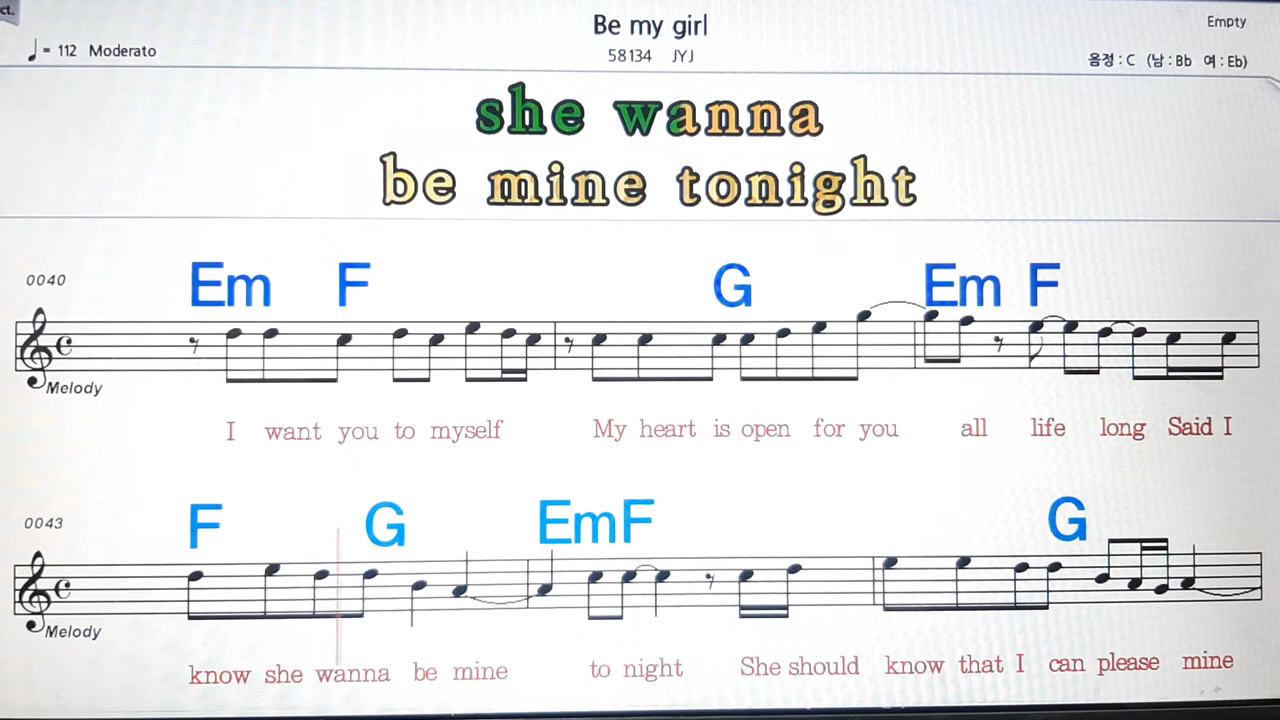 ct.
Be my girl
Empty
♩= 112 Moderato
58134 JYJ
음정 : C (남 : Bb 여 : Eb)
she wanna
be mine tonight
0040
Em F G Em F
Melody
I want you to myself My heart is open for you all life long Said I
0043
F G Em F G
Melody
know she wanna be mine to night She should know that I can please mine